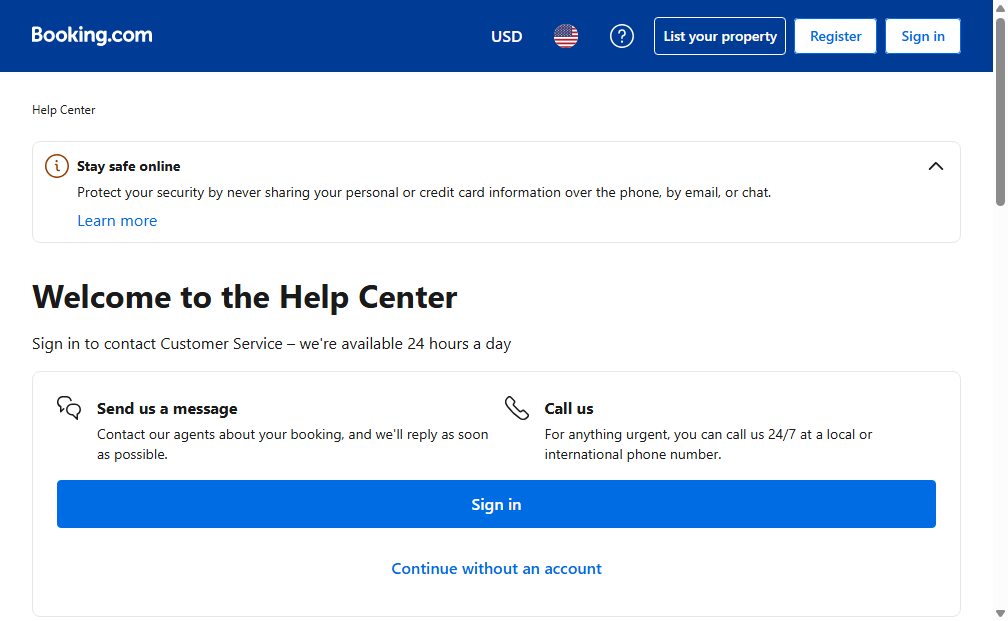 Booking.com
USD
?
List your property
Register
Sign in
Help Center
Stay safe online
Protect your security by never sharing your personal or credit card information over the phone, by email, or chat.
Learn more
Welcome to the Help Center
Sign in to contact Customer Service – we're available 24 hours a day
Send us a message
Contact our agents about your booking, and we'll reply as soon
as possible.
Call us
For anything urgent, you can call us 24/7 at a local or
international phone number.
Sign in
Continue without an account